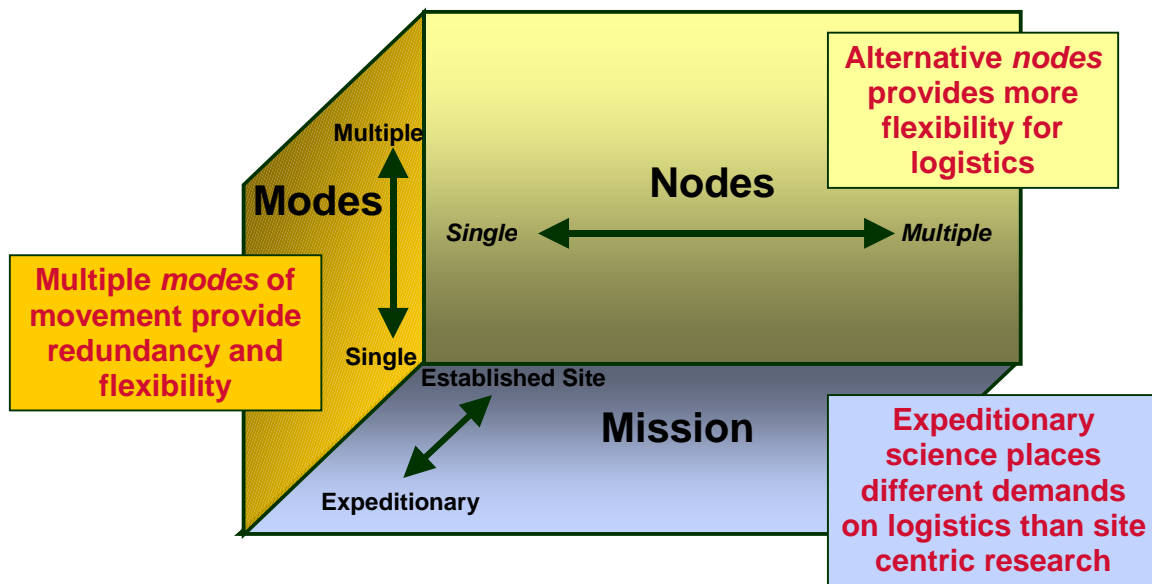 Alternative nodes
provides more
flexibility for
logistics
Multiple
Modes
Nodes
Single
Multiple
Multiple modes of
movement provide
redundancy and
flexibility
Single
Established Site
Mission
Expeditionary
Expeditionary
science places
different demands
on logistics than site
centric research